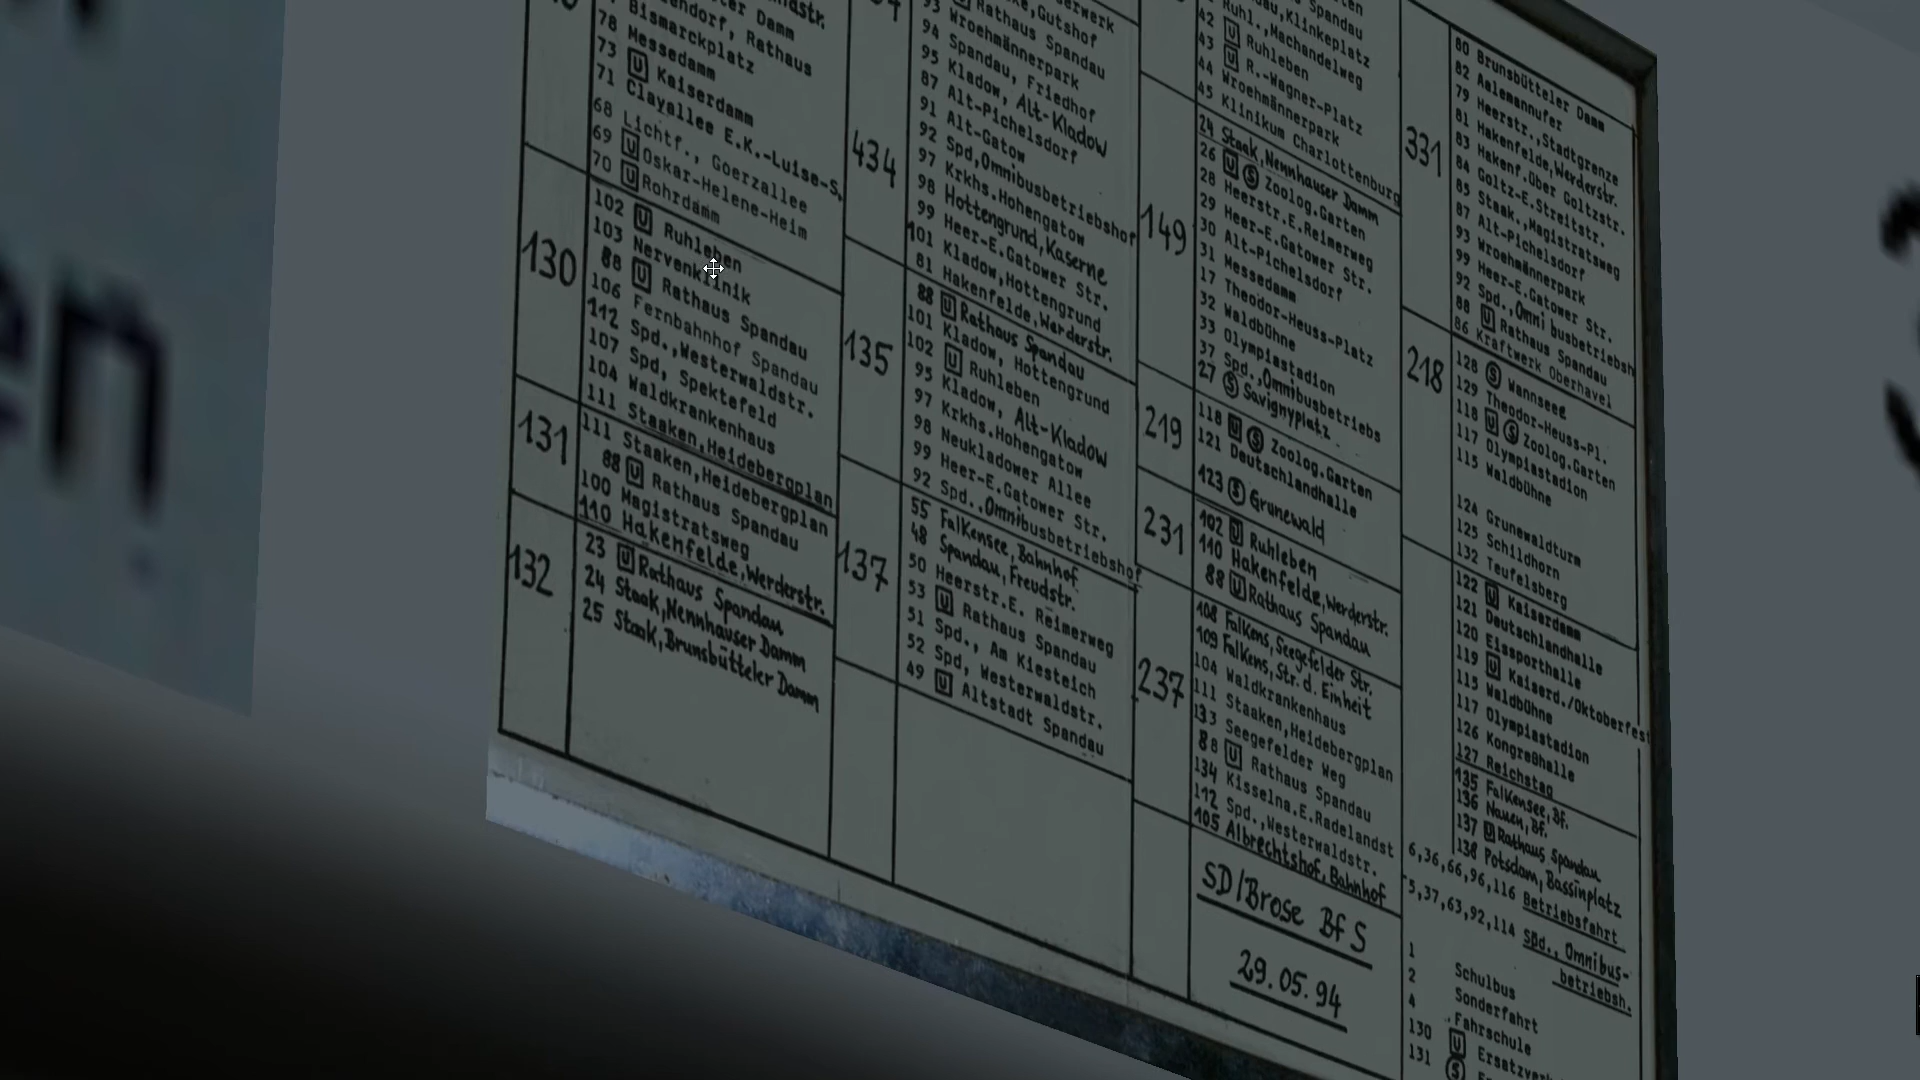 en
78 Bismarckplatz
73 Messedamm
71 U Kaiserdamm
Clayallee E.K.-Luise-S.
68 Lichtf., Goerzallee
69 U Oskar-Helene-Heim
70 U Rohrdamm
130
102 U Ruhleben
103 Nervenklinik
88 U Rathaus Spandau
106 Fernbahnhof Spandau
112 Spd.,Westerwaldstr.
107 Spd, Spektefeld
104 Waldkrankenhaus
111 Staaken,Heidebergplan
131
111 Staaken,Heidebergplan
88 U Rathaus Spandau
100 Magistratsweg
110 Hakenfelde,Werderstr.
132
23 U Rathaus Spandau
24 Staak,Nennhauser Damm
25 Staak,Brunsbütteler Damm
434
93 Rathaus Spandau
94 Wroehmännerpark
95 Spandau, Friedhof
87 Kladow, Alt-Kladow
91 Alt-Pichelsdorf
92 Alt-Gatow
97 Spd,Omnibusbetriebshof
98 Krkhs.Hohengatow
99 Hottengrund,Kaserne
101 Heer-E.Gatower Str.
81 Kladow,Hottengrund
Hakenfelde,Werderstr.
135
88 U Rathaus Spandau
101 Kladow, Hottengrund
102 U Ruhleben
95 Kladow, Alt-Kladow
97 Krkhs.Hohengatow
98 Neukladower Allee
99 Heer-E.Gatower Str.
92 Spd..Omnibusbetriebshof
137
55 Falkensee,Bahnhof
48 Spandau,Freudstr.
50 Heerstr.E. Reimerweg
53 U Rathaus Spandau
51 Spd., Am Kiesteich
52 Spd, Westerwaldstr.
49 U Altstadt Spandau
42 Ruhl.,Machandelweg
43 U Ruhleben
44 U R.-Wagner-Platz
45 Wroehmännerpark
Klinikum Charlottenburg
149
24 Staak,Nennhauser Damm
26 U S Zoolog.Garten
28 Heerstr.E.Reimerweg
29 Heer-E.Gatower Str.
30 Alt-Pichelsdorf
31 Messedamm
17 Theodor-Heuss-Platz
32 Waldbühne
33 Olympiastadion
37 Spd.,Omnibusbetriebs
27 S Savignyplatz
219
118 U S Zoolog.Garten
121 Deutschlandhalle
123 S Grunewald
231
102 U Ruhleben
110 Hakenfelde,Werderstr.
88 U Rathaus Spandau
237
108 Falkens,Seegefelder Str.
109 Falkens,Str.d.Einheit
104 Waldkrankenhaus
111 Staaken,Heidebergplan
133 Seegefelder Weg
88 U Rathaus Spandau
134 Kisselna.E.Radelandst
112 Spd.,Westerwaldstr.
105 Albrechtshof,Bahnhof
SD/Brose Bf S
29.05.94
331
80 Brunsbütteler Damm
82 Aalemannufer
79 Heerstr.,Stadtgrenze
81 Hakenfelde,Werderstr.
83 Hakenf.über Goltzstr.
84 Goltz-E.Streitstr.
85 Staak.,Magistratsweg
87 Alt-Pichelsdorf
93 Wroehmännerpark
99 Heer-E.Gatower Str.
92 Spd.,Omnibusbetriebsh
88 U Rathaus Spandau
86 Kraftwerk Oberhavel
218
128 S Wannsee
129 Theodor-Heuss-Pl.
118 U S Zoolog.Garten
117 Olympiastadion
115 Waldbühne
124 Grunewaldturm
125 Schildhorn
132 Teufelsberg
122 U Kaiserdamm
121 Deutschlandhalle
120 Eissporthalle
119 U Kaiserd./Oktoberfest
115 Waldbühne
117 Olympiastadion
126 Kongreßhalle
127 Reichstag
135 Falkensee,Bf.
136 Nauen,Bf.
137 U Rathaus Spandau
138 Potsdam,Bassinplatz
6,36,66,96,116 Betriebsfahrt
5,37,63,92,114 Spd., Omnibus-
betriebsh.
1 Schulbus
2 Sonderfahrt
4 Fahrschule
130 U
131 S